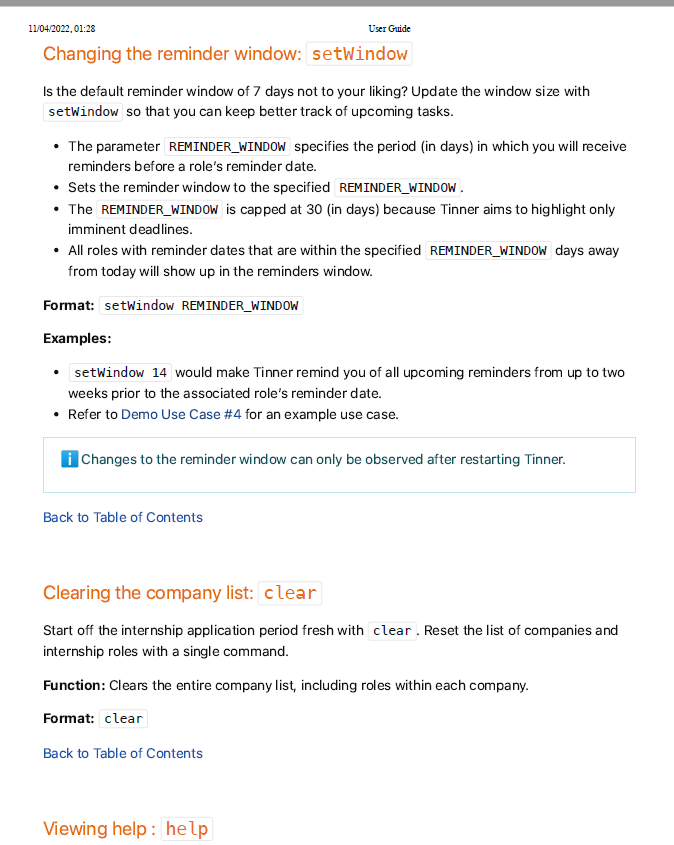 11/04/2022, 01:28 User Guide
Changing the reminder window: setWindow
Is the default reminder window of 7 days not to your liking? Update the window size with
setWindow so that you can keep better track of upcoming tasks.
• The parameter REMINDER_WINDOW specifies the period (in days) in which you will receive
reminders before a role’s reminder date.
• Sets the reminder window to the specified REMINDER_WINDOW .
• The REMINDER_WINDOW is capped at 30 (in days) because Tinner aims to highlight only
imminent deadlines.
• All roles with reminder dates that are within the specified REMINDER_WINDOW days away
from today will show up in the reminders window.
Format: setWindow REMINDER_WINDOW
Examples:
• setWindow 14 would make Tinner remind you of all upcoming reminders from up to two
weeks prior to the associated role’s reminder date.
• Refer to Demo Use Case #4 for an example use case.
ℹ️ Changes to the reminder window can only be observed after restarting Tinner.
Back to Table of Contents
Clearing the company list: clear
Start off the internship application period fresh with clear . Reset the list of companies and
internship roles with a single command.
Function: Clears the entire company list, including roles within each company.
Format: clear
Back to Table of Contents
Viewing help : help